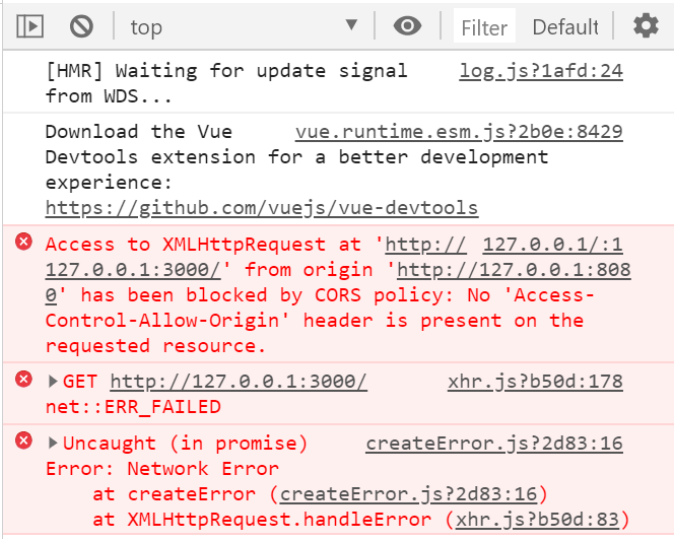 top Filter Default
[HMR] Waiting for update signal log.js?1afd:24
from WDS...
Download the Vue vue.runtime.esm.js?2b0e:8429
Devtools extension for a better development
experience:
https://github.com/vuejs/vue-devtools
Access to XMLHttpRequest at 'http:// 127.0.0.1/:1
127.0.0.1:3000/' from origin 'http://127.0.0.1:808
0' has been blocked by CORS policy: No 'Access-
Control-Allow-Origin' header is present on the
requested resource.
GET http://127.0.0.1:3000/ xhr.js?b50d:178
net::ERR_FAILED
Uncaught (in promise) createError.js?2d83:16
Error: Network Error
at createError (createError.js?2d83:16)
at XMLHttpRequest.handleError (xhr.js?b50d:83)